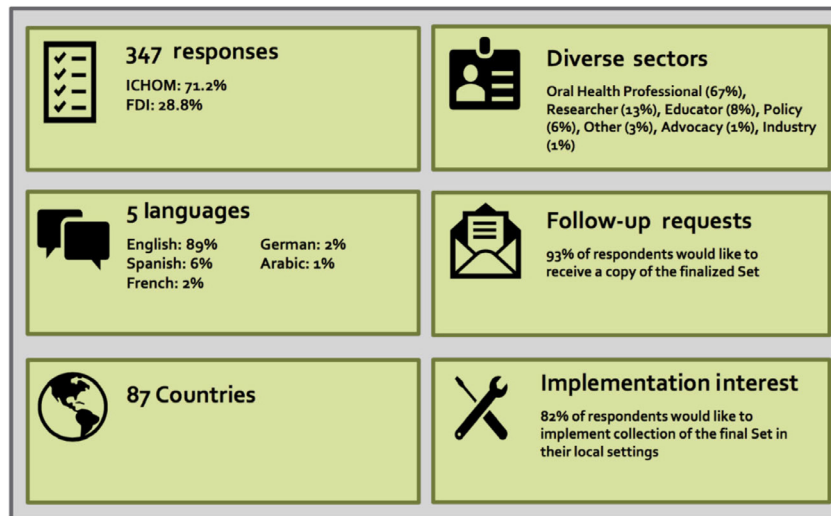 347 responses
ICHOM: 71.2%
FDI: 28.8%
Diverse sectors
Oral Health Professional (67%),
Researcher (13%), Educator (8%), Policy
(6%), Other (3%), Advocacy (1%), Industry
(1%)
5 languages
English: 89%
Spanish: 6%
French: 2%
German: 2%
Arabic: 1%
Follow-up requests
93% of respondents would like to
receive a copy of the finalized Set
87 Countries
Implementation interest
82% of respondents would like to
implement collection of the final Set in
their local settings